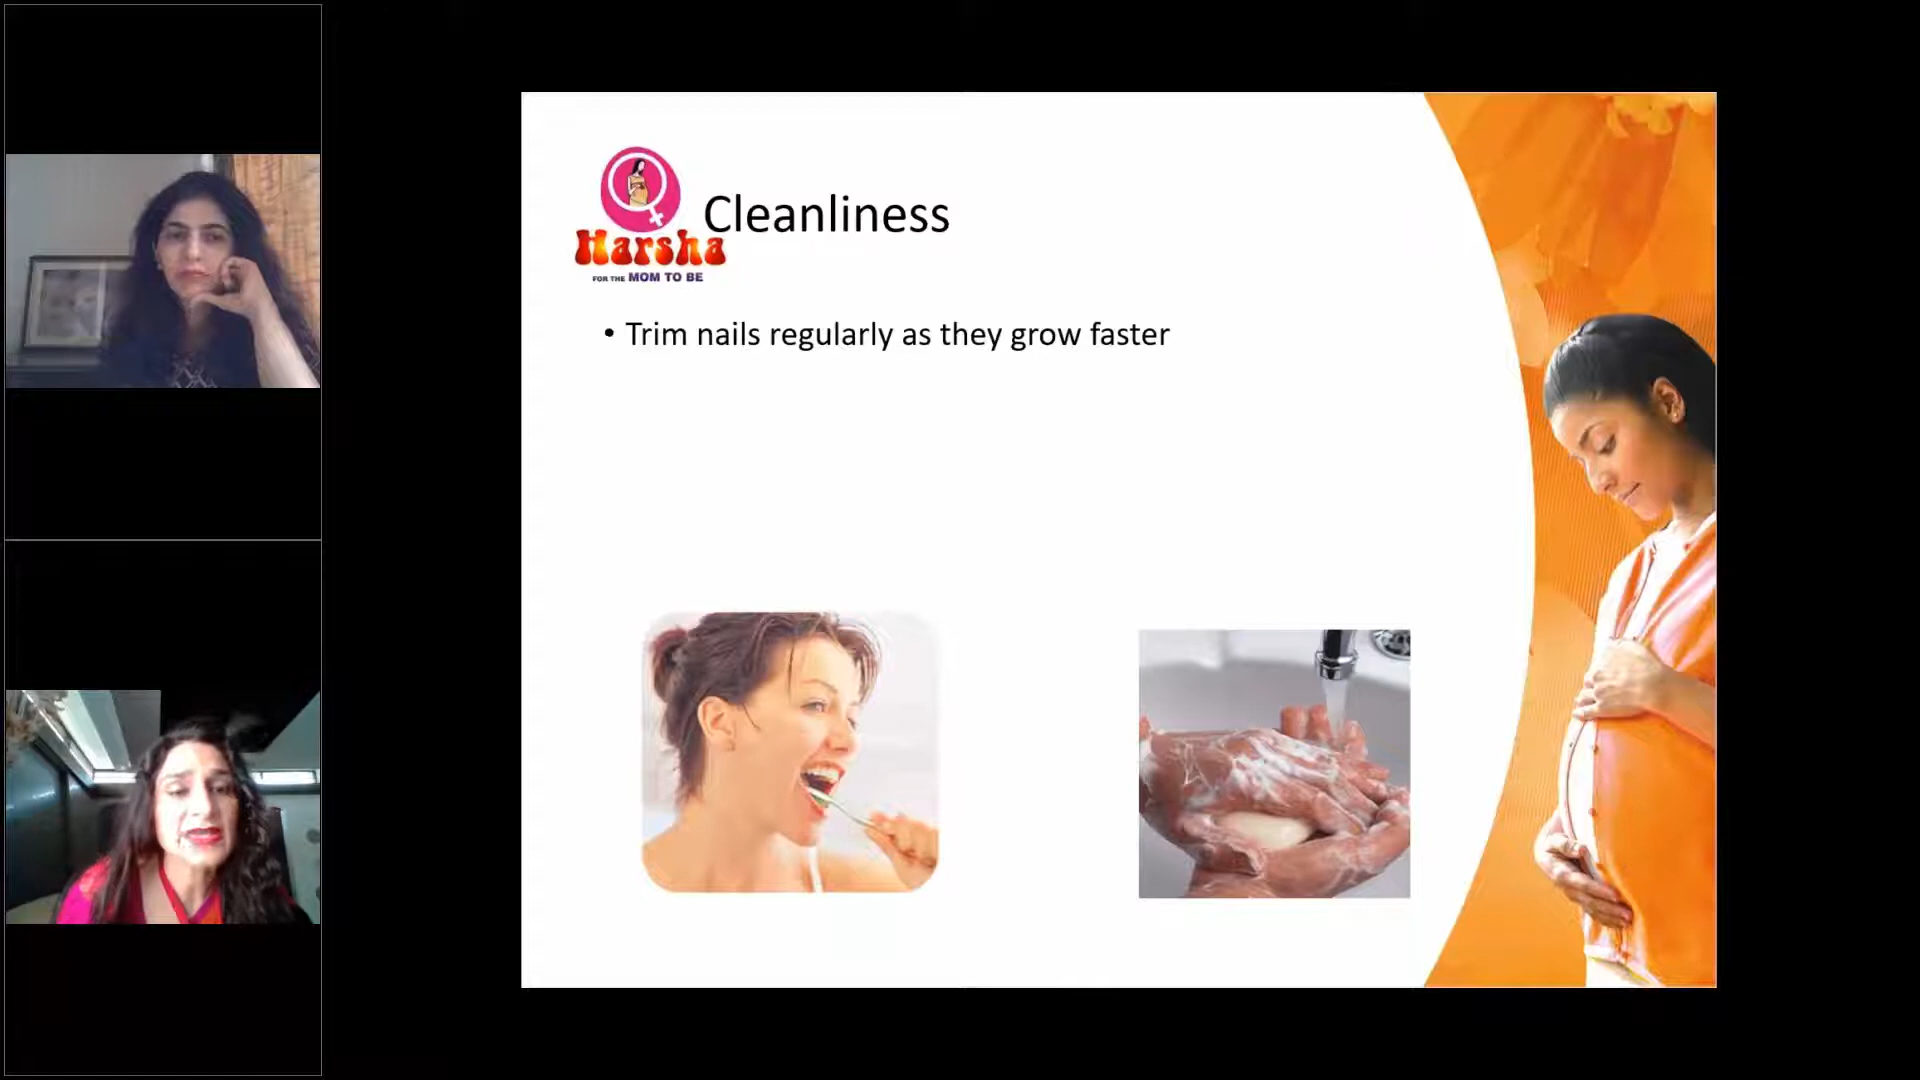 Cleanliness
Harsha
FOR THE MOM TO BE
• Trim nails regularly as they grow faster